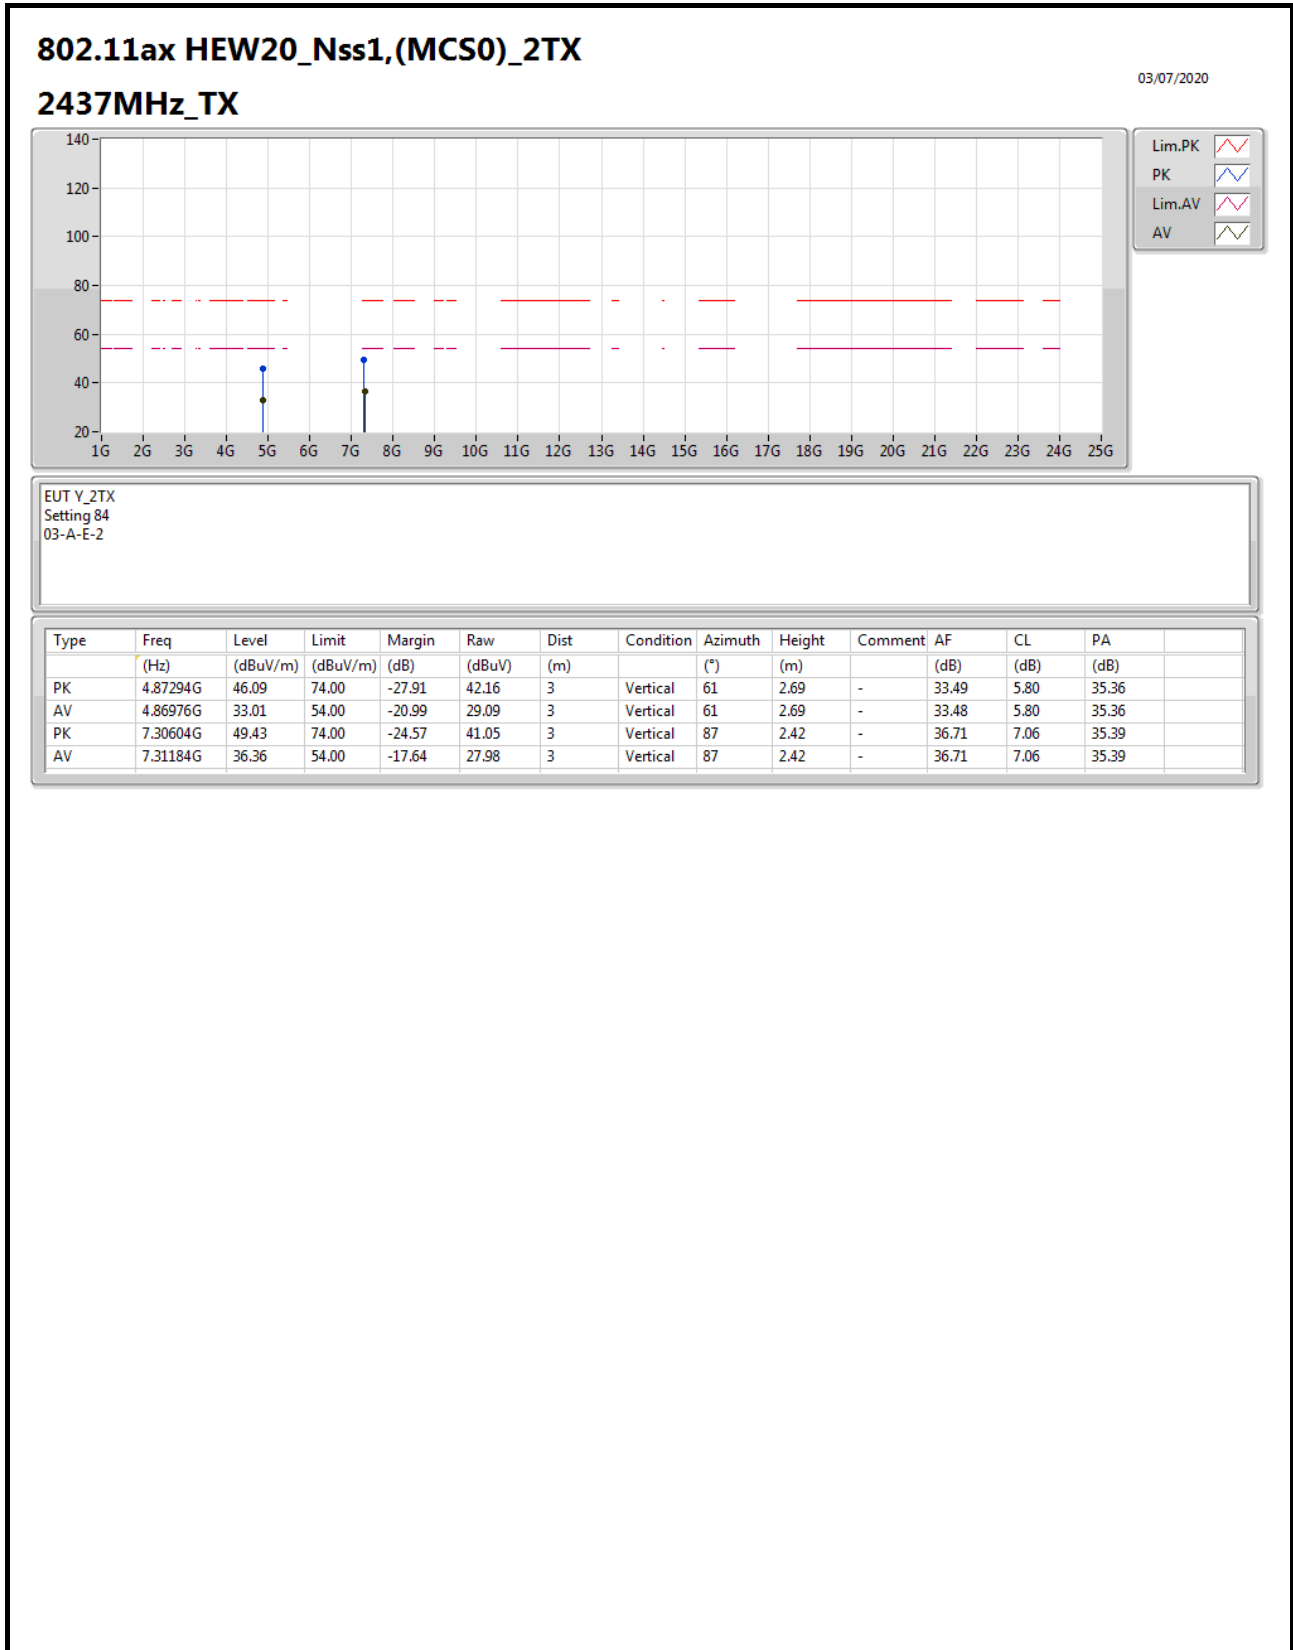 802.11ax HEW20_Nss1,(MCS0)_2TX
03/07/2020
2437MHz_TX
140
120
100
80
60
40
20
1G 2G 3G 4G 5G 6G 7G 8G 9G 10G 11G 12G 13G 14G 15G 16G 17G 18G 19G 20G 21G 22G 23G 24G 25G
Lim.PK
PK
Lim.AV
AV
EUT Y_2TX
Setting 84
03-A-E-2
Type Freq Level Limit Margin Raw Dist Condition Azimuth Height Comment AF CL PA
(Hz) (dBuV/m) (dBuV/m) (dB) (dBuV) (m) (°) (m) (dB) (dB) (dB)
PK 4.87294G 46.09 74.00 -27.91 42.16 3 Vertical 61 2.69 - 33.49 5.80 35.36
AV 4.86976G 33.01 54.00 -20.99 29.09 3 Vertical 61 2.69 - 33.48 5.80 35.36
PK 7.30604G 49.43 74.00 -24.57 41.05 3 Vertical 87 2.42 - 36.71 7.06 35.39
AV 7.31184G 36.36 54.00 -17.64 27.98 3 Vertical 87 2.42 - 36.71 7.06 35.39